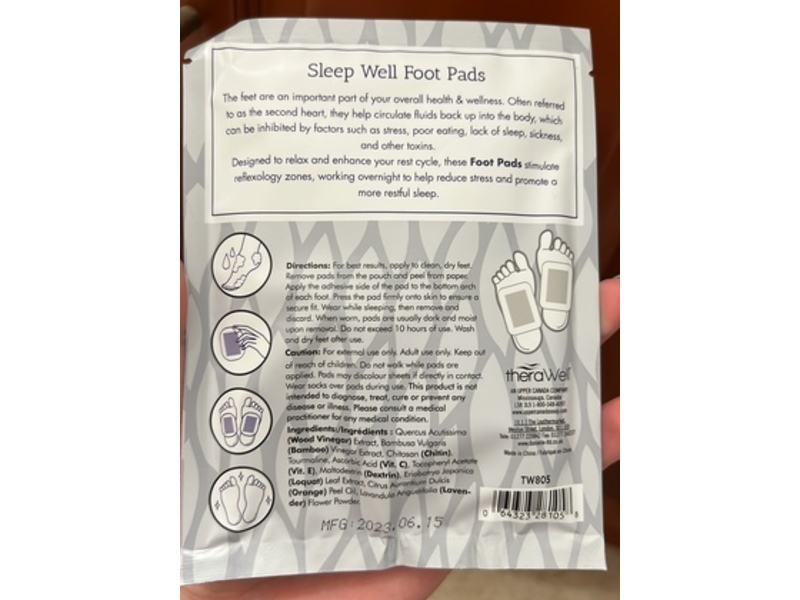 Sleep Well Foot Pads
The feet are an important part of your overall health & wellness. Often referred
to as the second heart, they help circulate fluids back up into the body, which
can be inhibited by factors such as stress, poor eating, lack of sleep, sickness,
and other toxins.
Designed to relax and enhance your rest cycle, these Foot Pads stimulate
reflexology zones, working overnight to help reduce stress and promote a
more restful sleep.
Directions: For best results, apply to clean, dry feet.
Remove pads from the pouch and peel from paper.
Apply the adhesive side of the pad to the bottom arch
of each foot. Press the pad firmly onto skin to ensure a
secure fit. Wear while sleeping, then remove and
discard. When worn, pads are usually dark and moist
upon removal. Do not exceed 10 hours of use. Wash
and dry feet after use.
Caution: For external use only. Adult use only. Keep out
of reach of children. Do not walk while pads are
applied. Pads may discolour sheets if directly in contact.
Wear socks over pads during use. This product is not
intended to diagnose, treat, cure or prevent any
disease or illness. Please consult a medical
practitioner for any medical condition.
Ingredients/Ingrédients: Quercus Acutissima
(Wood Vinegar) Extract, Bambusa Vulgaris
(Bamboo) Vinegar Extract, Chitosan (Chitin),
Tourmaline, Ascorbic Acid (Vit. C), Tocopheryl Acetate
(Vit. E), Maltodextrin (Dextrin), Eriobotrya Japonica
(Loquat) Leaf Extract, Citrus Aurantium Dulcis
(Orange) Peel Oil, Lavandula Angustifolia (Laven-
der) Flower Powder.
MFG: 2023.06.15
theraWell
AN UPPER CANADA COMPANY
Mississauga, Canada
Made in China / Fabriqué en Chine
TW805
0 64323 28105 8